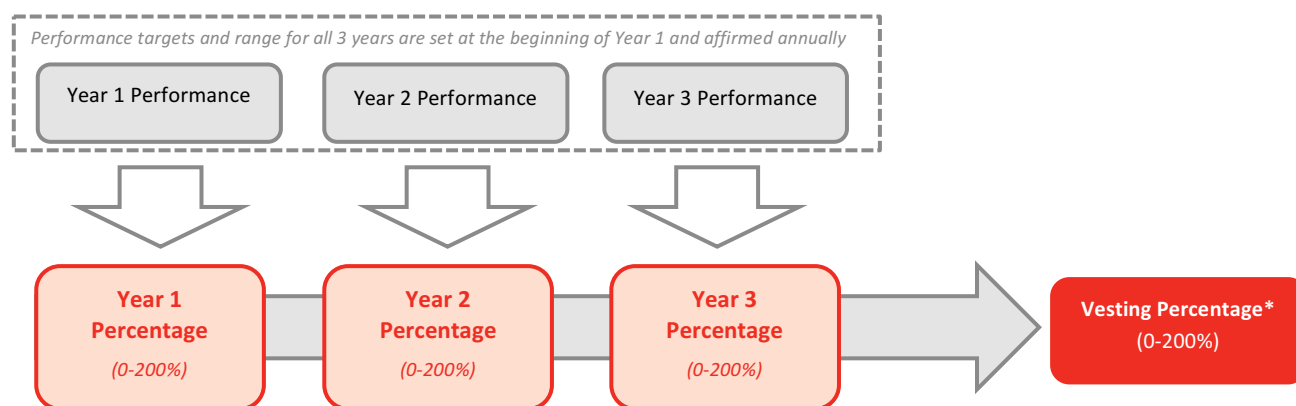 Performance targets and range for all 3 years are set at the beginning of Year 1 and affirmed annually
Year 1 Performance
Year 2 Performance
Year 3 Performance
Year 1
Percentage
(0-200%)
Year 2
Percentage
(0-200%)
Year 3
Percentage
(0-200%)
Vesting Percentage*
(0-200%)